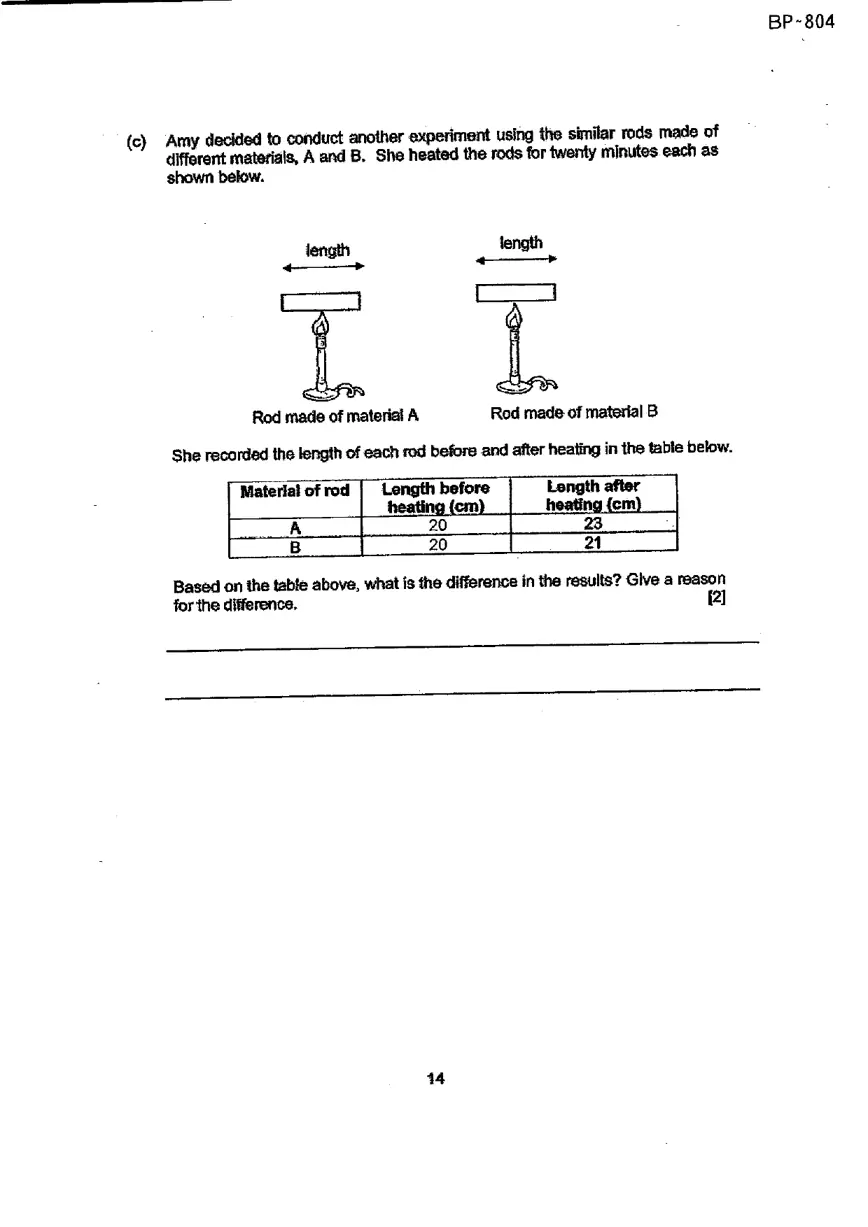 BP-804
(c) Amy decided to conduct another experiment using the similar rods made of
different materials, A and B. She heated the rods for twenty minutes each as
shown below.
length length
Rod made of material A Rod made of material B
She recorded the length of each rod before and after heating in the table below.
Material of rod Length before heating (cm) Length after heating (cm)
A 20 23
B 20 21
Based on the table above, what is the difference in the results? Give a reason
for the difference. [2]
14